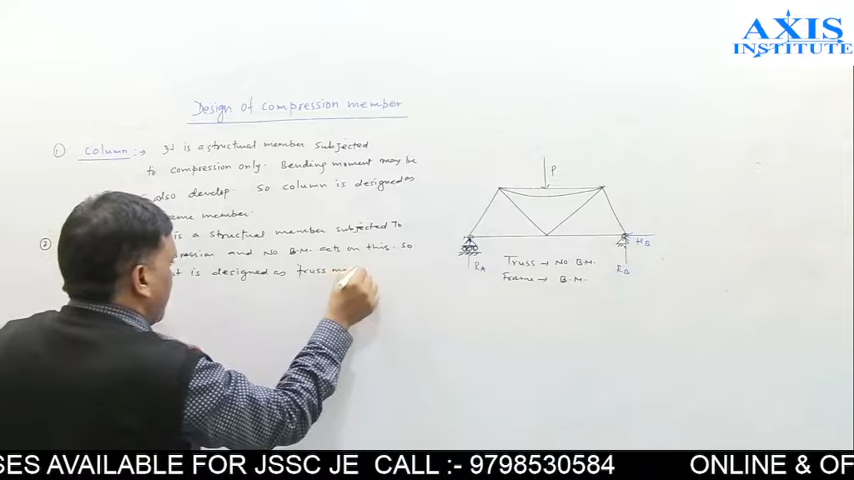 AXIS
INSTITUTE
Design of compression member
① Column :→ It is a structural member subjected
to compression only. Bending moment may be
also develop. So column is designed as
ame member.
② is a structural member subjected To
ression and No B.M. acts on this. So
t is designed as truss m
P
RA
HB
RB
Truss → No B.M.
Frame → B.M.
SES AVAILABLE FOR JSSC JE CALL :- 9798530584 ONLINE & OF